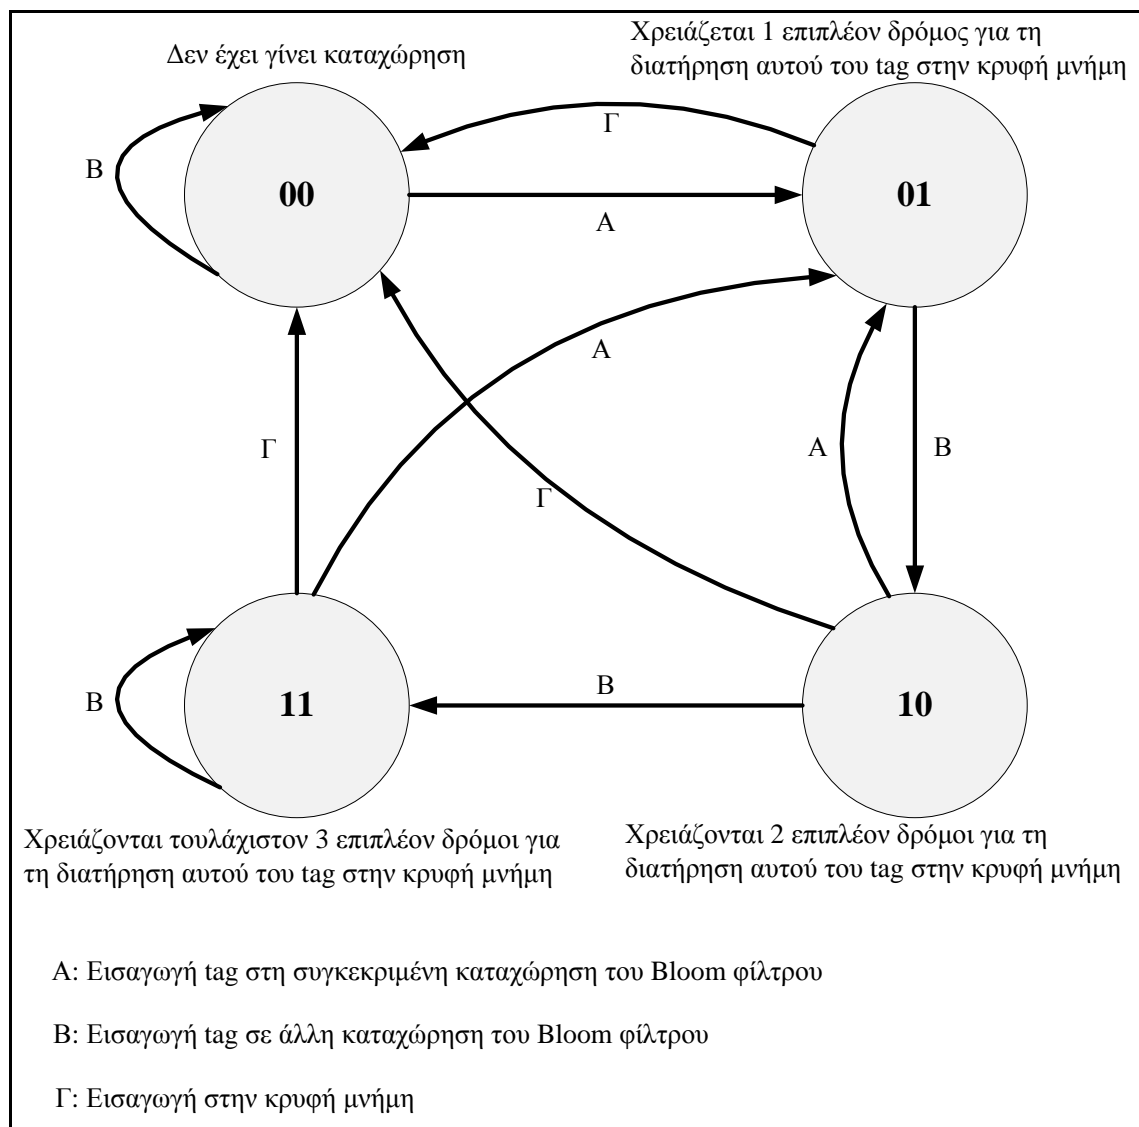 Δεν έχει γίνει καταχώρηση
Χρειάζεται 1 επιπλέον δρόμος για τη
διατήρηση αυτού του tag στην κρυφή μνήμη
Γ
Β
00
01
Α
Α
Γ
Α
Β
Γ
Β
Β
11
10
Χρειάζονται τουλάχιστον 3 επιπλέον δρόμοι για
τη διατήρηση αυτού του tag στην κρυφή μνήμη
Χρειάζονται 2 επιπλέον δρόμοι για τη
διατήρηση αυτού του tag στην κρυφή μνήμη
Α: Εισαγωγή tag στη συγκεκριμένη καταχώρηση του Bloom φίλτρου
Β: Εισαγωγή tag σε άλλη καταχώρηση του Bloom φίλτρου
Γ: Εισαγωγή στην κρυφή μνήμη